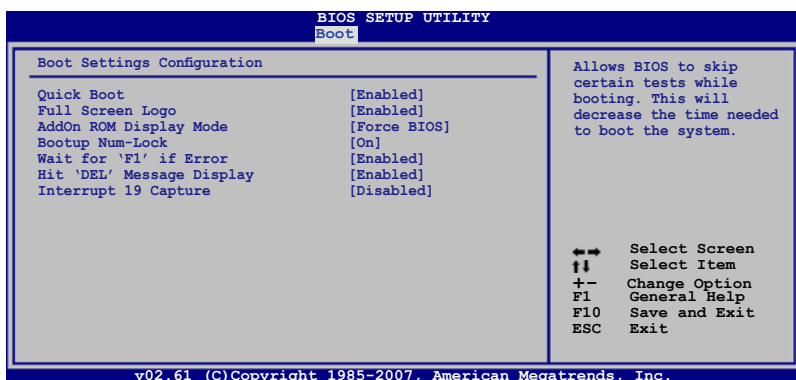 BIOS SETUP UTILITY
Boot
Boot Settings Configuration
Quick Boot [Enabled]
Full Screen Logo [Enabled]
AddOn ROM Display Mode [Force BIOS]
Bootup Num-Lock [On]
Wait for ‘F1’ if Error [Enabled]
Hit ‘DEL’ Message Display [Enabled]
Interrupt 19 Capture [Disabled]
Allows BIOS to skip
certain tests while
booting. This will
decrease the time needed
to boot the system.
←→ Select Screen
↑↓ Select Item
+- Change Option
F1 General Help
F10 Save and Exit
ESC Exit
v02.61 (C)Copyright 1985-2007, American Megatrends, Inc.